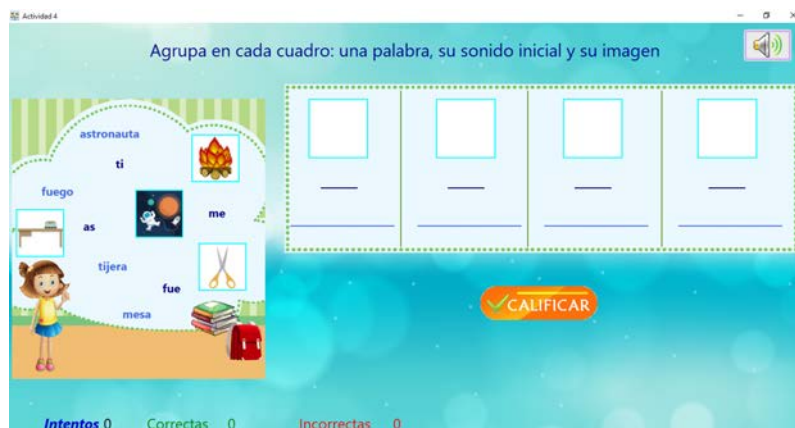 Actividad 4
Agrupa en cada cuadro: una palabra, su sonido inicial y su imagen
astronauta
ti
fuego
me
as
tijera
fue
mesa
CALIFICAR
Intentos 0 Correctas 0 Incorrectas 0